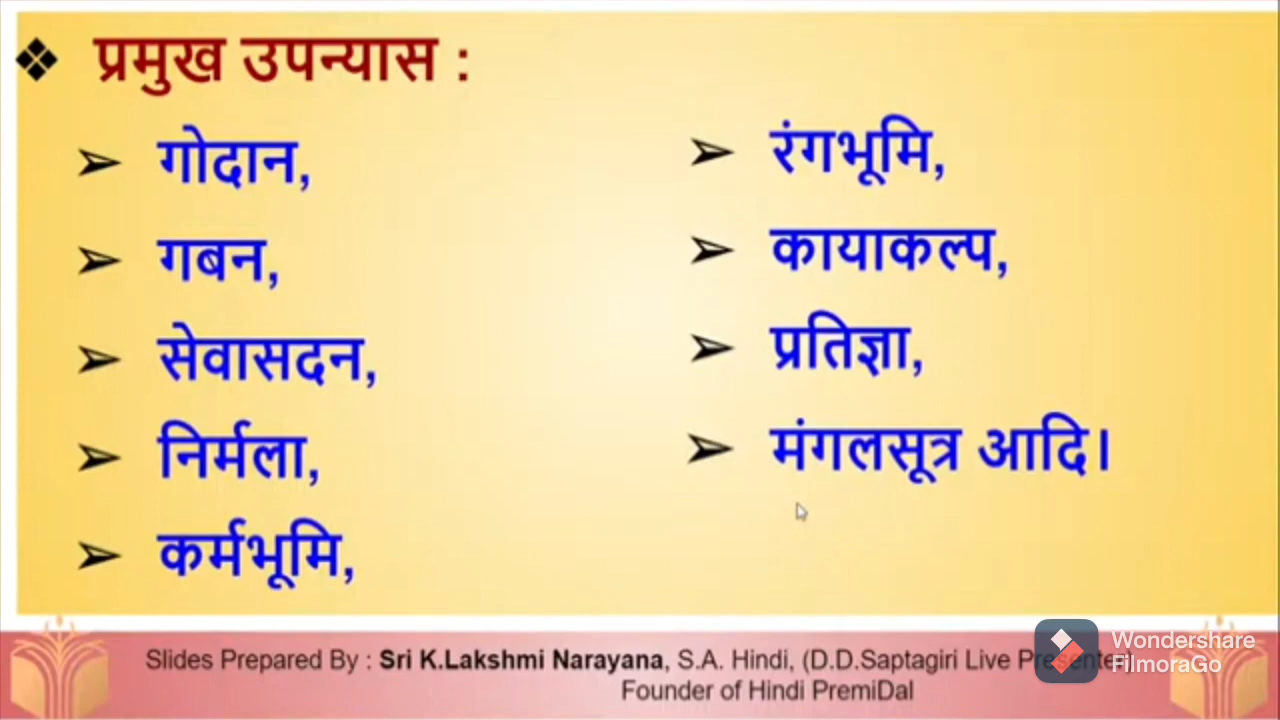 ❖ प्रमुख उपन्यास :
➢ गोदान,
➢ गबन,
➢ सेवासदन,
➢ निर्मला,
➢ कर्मभूमि,
➢ रंगभूमि,
➢ कायाकल्प,
➢ प्रतिज्ञा,
➢ मंगलसूत्र आदि।
Slides Prepared By : Sri K.Lakshmi Narayana, S.A. Hindi, (D.D.Saptagiri Live Presenter)
Founder of Hindi PremiDal
Wondershare
FilmoraGo